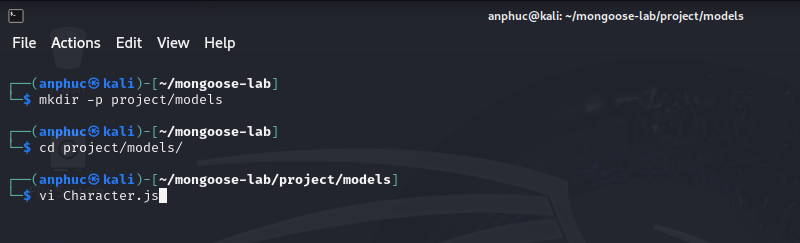 anphuc@kali: ~/mongoose-lab/project/models
File Actions Edit View Help
┌──(anphuc㉿kali)-[~/mongoose-lab]
└─$ mkdir -p project/models
┌──(anphuc㉿kali)-[~/mongoose-lab]
└─$ cd project/models/
┌──(anphuc㉿kali)-[~/mongoose-lab/project/models]
└─$ vi Character.js